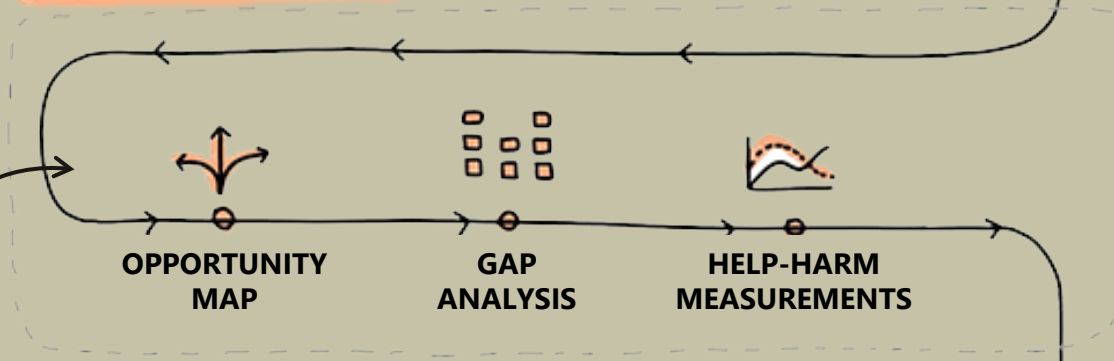 OPPORTUNITY
MAP
GAP
ANALYSIS
HELP-HARM
MEASUREMENTS